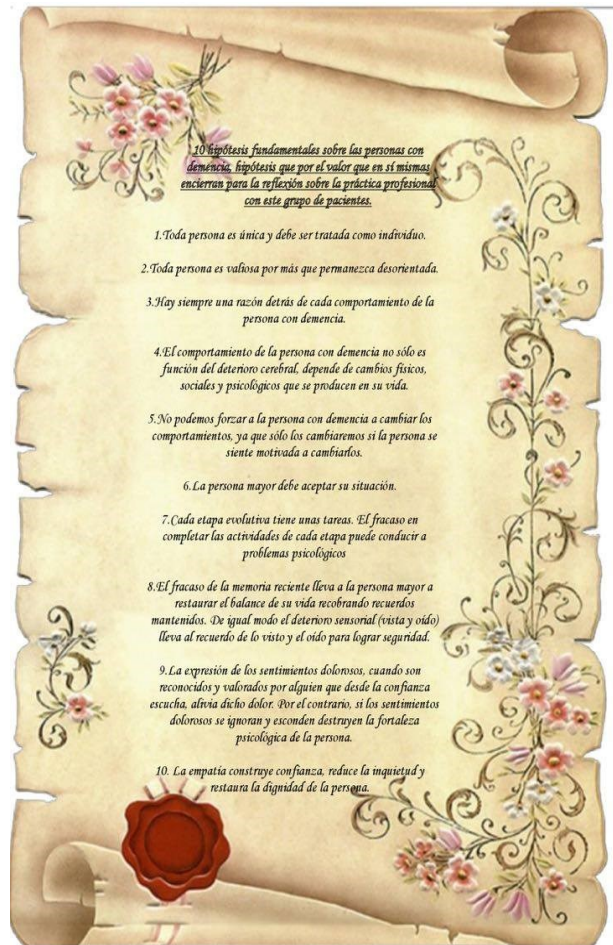 10 hipótesis fundamentales sobre las personas con
demencia, hipótesis que por el valor que en sí mismas
encierran para la reflexión sobre la práctica profesional
con este grupo de pacientes.
1.Toda persona es única y debe ser tratada como individuo.
2.Toda persona es valiosa por más que permanezca desorientada.
3.Hay siempre una razón detrás de cada comportamiento de la
persona con demencia.
4.El comportamiento de la persona con demencia no sólo es
función del deterioro cerebral, depende de cambios físicos,
sociales y psicológicos que se producen en su vida.
5.No podemos forzar a la persona con demencia a cambiar los
comportamientos, ya que sólo los cambiaremos si la persona se
siente motivada a cambiarlos.
6.La persona mayor debe aceptar su situación.
7.Cada etapa evolutiva tiene unas tareas. El fracaso en
completar las actividades de cada etapa puede conducir a
problemas psicológicos
8.El fracaso de la memoria reciente lleva a la persona mayor a
restaurar el balance de su vida recobrando recuerdos
mantenidos. De igual modo el deterioro sensorial (vista y oído)
lleva al recuerdo de lo visto y el oído para lograr seguridad.
9.La expresión de los sentimientos dolorosos, cuando son
reconocidos y valorados por alguien que desde la confianza
escucha, alivia dicho dolor. Por el contrario, si los sentimientos
dolorosos se ignoran y esconden destruyen la fortaleza
psicológica de la persona.
10. La empatía construye confianza, reduce la inquietud y
restaura la dignidad de la persona.